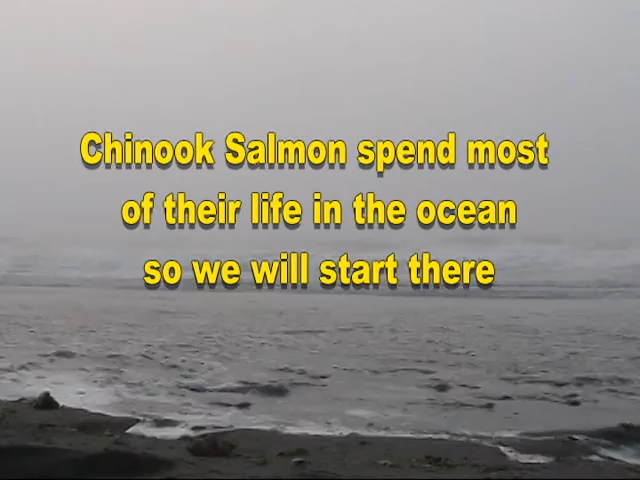 Chinook Salmon spend most
of their life in the ocean
so we will start there